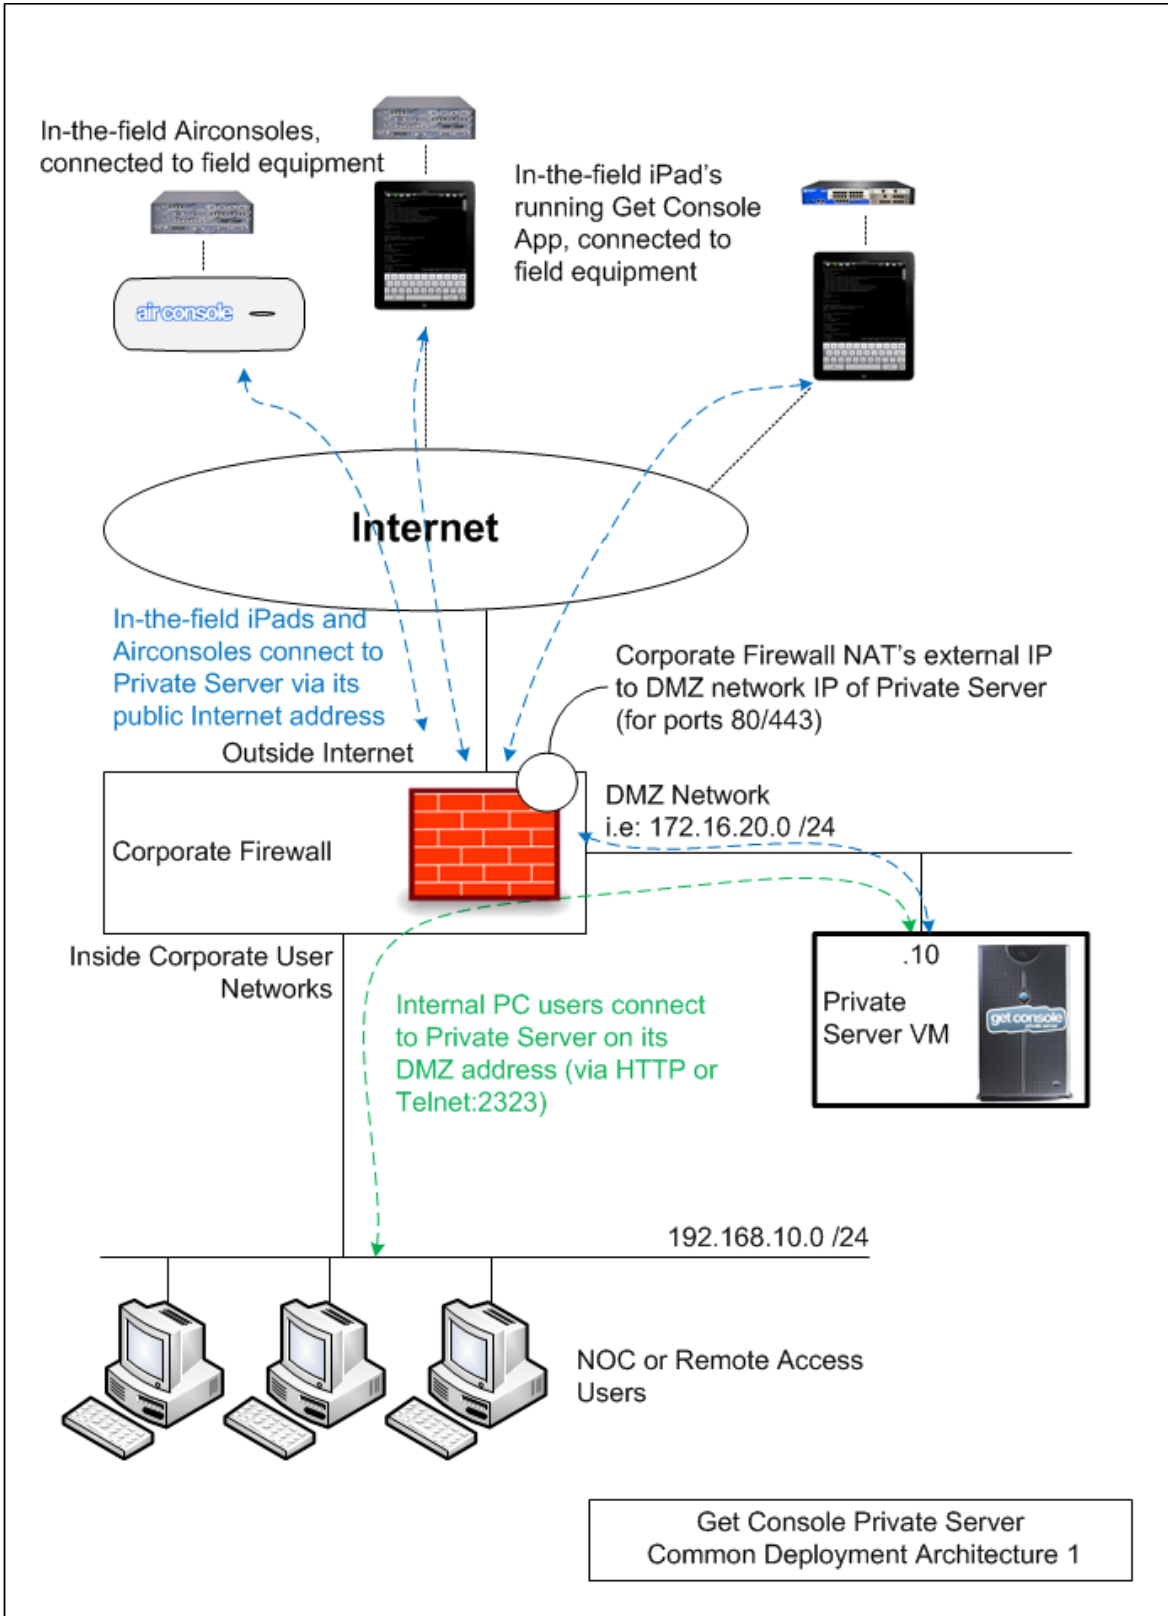 In-the-field Airconsoles,
connected to field equipment
In-the-field iPad's
running Get Console
App, connected to
field equipment
air console
Internet
In-the-field iPads and
Airconsoles connect to
Private Server via its
public Internet address
Corporate Firewall NAT's external IP
to DMZ network IP of Private Server
(for ports 80/443)
Outside Internet
DMZ Network
i.e: 172.16.20.0 /24
Corporate Firewall
Inside Corporate User
Networks
.10
Private
Server VM
get console
private server
Internal PC users connect
to Private Server on its
DMZ address (via HTTP or
Telnet:2323)
192.168.10.0 /24
NOC or Remote Access
Users
Get Console Private Server
Common Deployment Architecture 1